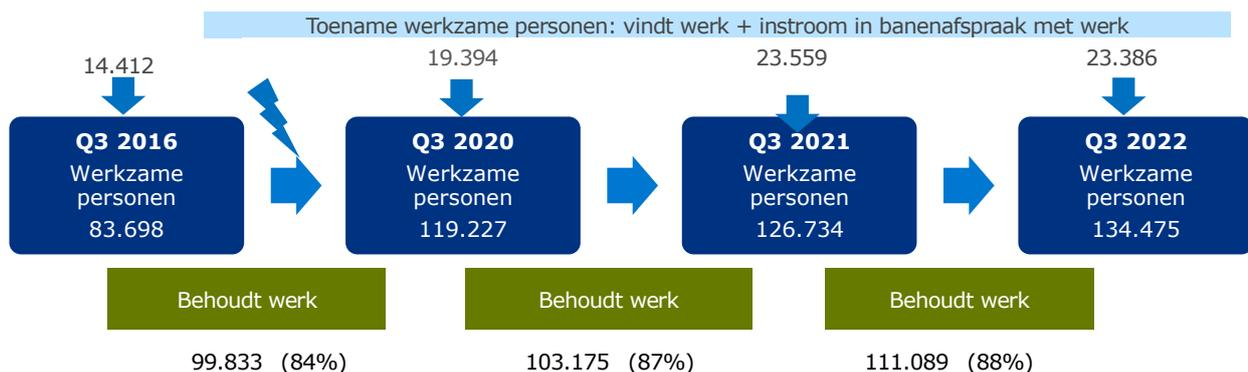 Toename werkzame personen: vindt werk + instroom in banenafspraak met werk
14.412
19.394
23.559
23.386
Q3 2016
Werkzame
personen
83.698
Q3 2020
Werkzame
personen
119.227
Q3 2021
Werkzame
personen
126.734
Q3 2022
Werkzame
personen
134.475
Behoudt werk
Behoudt werk
Behoudt werk
99.833 (84%)
103.175 (87%)
111.089 (88%)